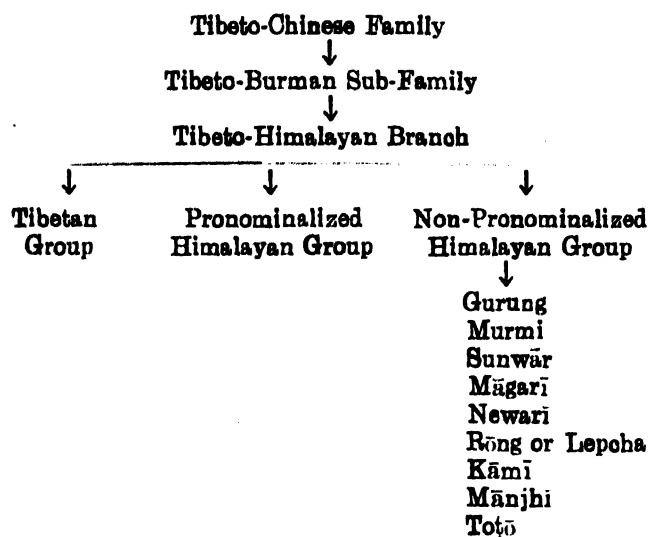 Tibeto-Chinese Family
Tibeto-Burman Sub-Family
Tibeto-Himalayan Branch
Tibetan
Group
Pronominalized
Himalayan Group
Non-Pronominalized
Himalayan Group
Gurung
Murmi
Sunwār
Māgarī
Newari
Rōng or Lepcha
Kāmī
Mānjhi
Toṭō